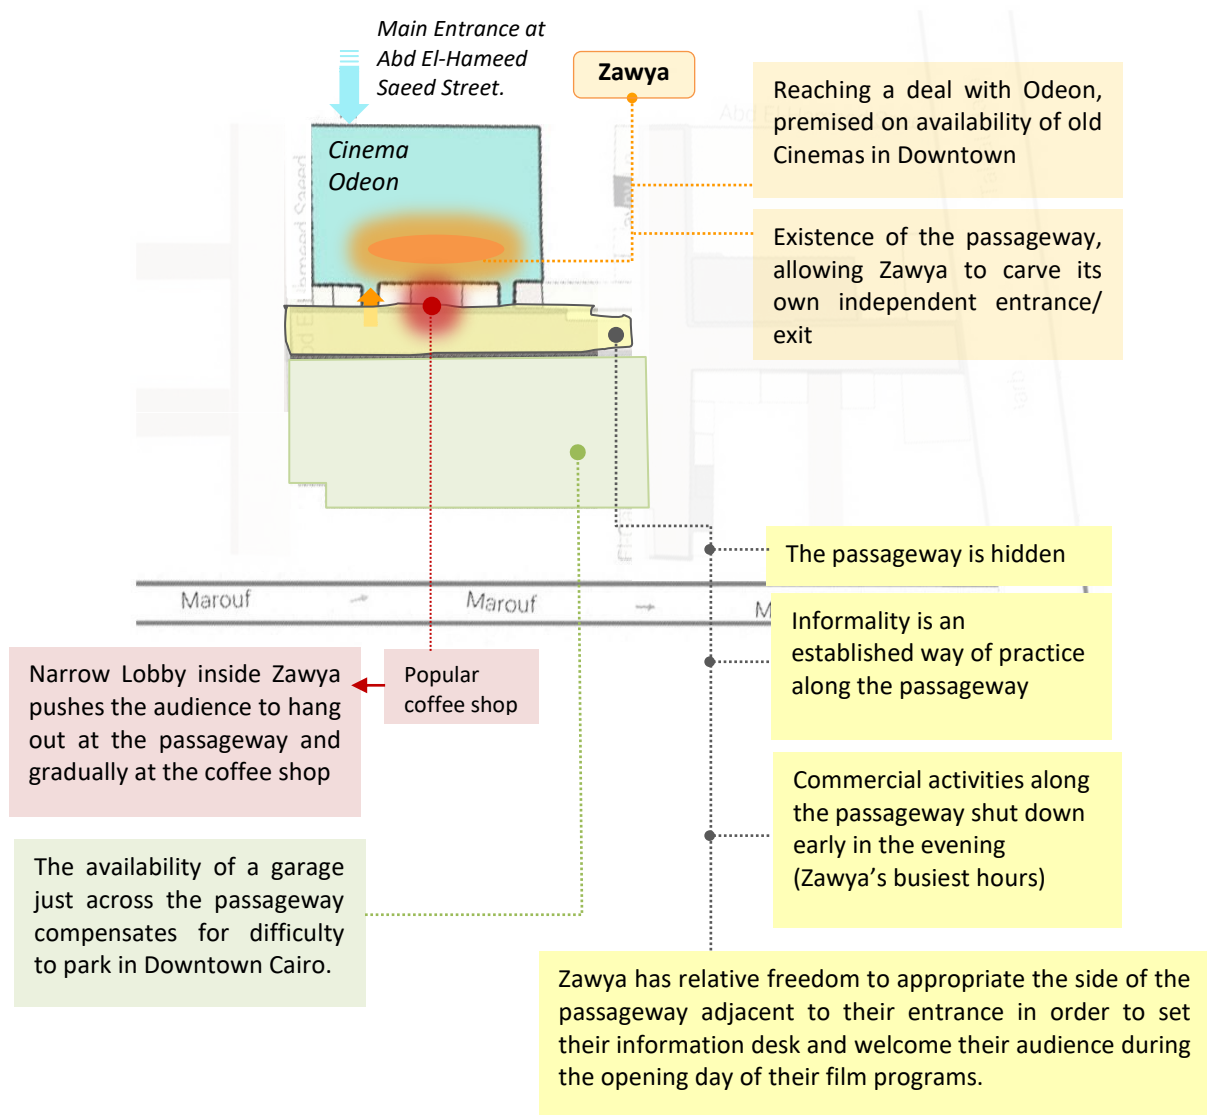 Main Entrance at
Abd El-Hameed
Saeed Street.
Zawya
Reaching a deal with Odeon,
premised on availability of old
Cinemas in Downtown
Cinema
Odeon
Existence of the passageway,
allowing Zawya to carve its
own independent entrance/
exit
Marouf
Marouf
M
The passageway is hidden
Informality is an
established way of practice
along the passageway
Narrow Lobby inside Zawya
pushes the audience to hang
out at the passageway and
gradually at the coffee shop
Popular
coffee shop
Commercial activities along
the passageway shut down
early in the evening
(Zawya's busiest hours)
The availability of a garage
just across the passageway
compensates for difficulty
to park in Downtown Cairo.
Zawya has relative freedom to appropriate the side of the
passageway adjacent to their entrance in order to set
their information desk and welcome their audience during
the opening day of their film programs.